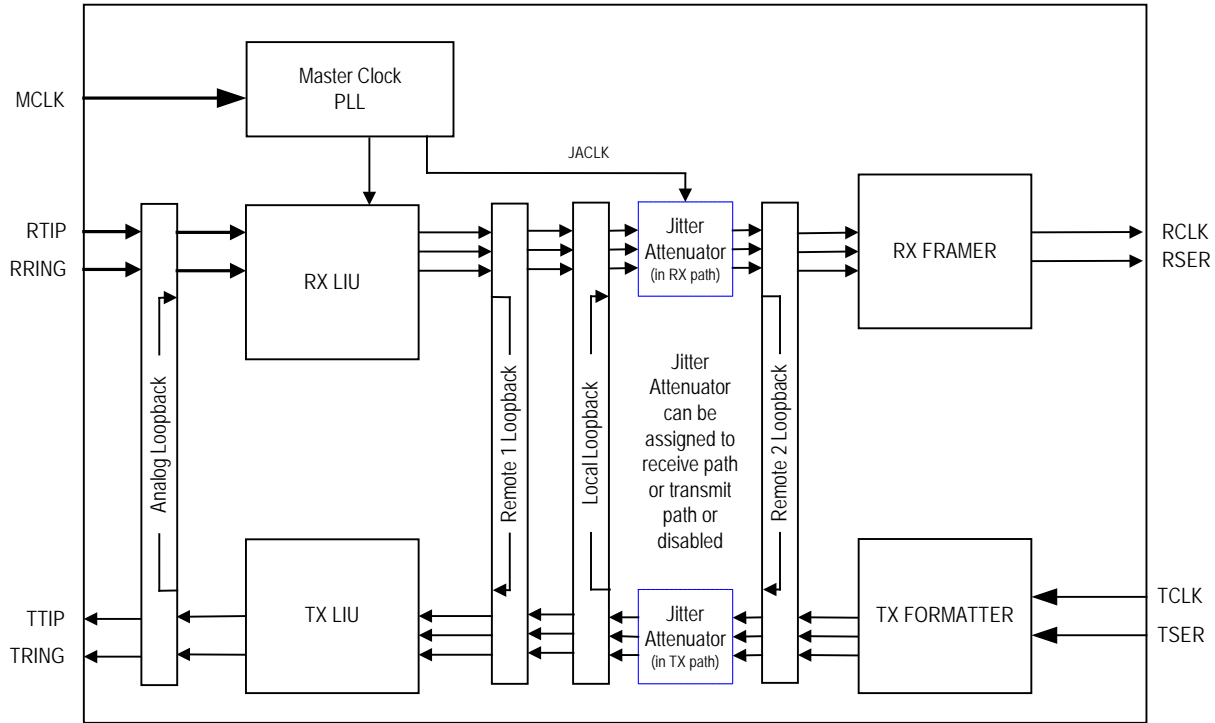 Master Clock
PLL
MCLK
JACLK
RTIP
RRING
RX LIU
Jitter
Attenuator
(in RX path)
RX FRAMER
RCLK
RSER
Analog Loopback
Remote 1 Loopback
Local Loopback
Jitter
Attenuator
can be
assigned to
receive path
or transmit
path or
disabled
Remote 2 Loopback
TTIP
TRING
TX LIU
Jitter
Attenuator
(in TX path)
TX FORMATTER
TCLK
TSER